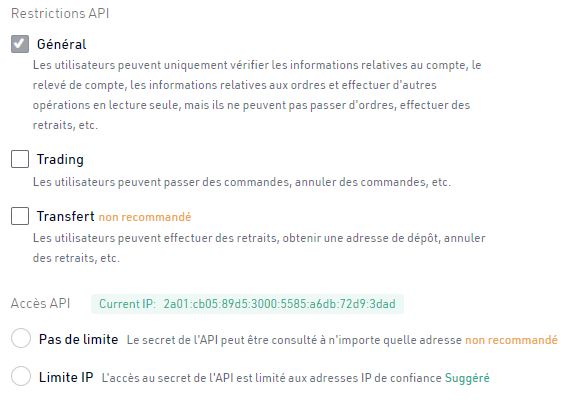 Restrictions API
Général
Les utilisateurs peuvent uniquement vérifier les informations relatives au compte, le
relevé de compte, les informations relatives aux ordres et effectuer d'autres
opérations en lecture seule, mais ils ne peuvent pas passer d'ordres, effectuer des
retraits, etc.
Trading
Les utilisateurs peuvent passer des commandes, annuler des commandes, etc.
Transfert non recommandé
Les utilisateurs peuvent effectuer des retraits, obtenir une adresse de dépôt, annuler
des retraits, etc.
Accès API Current IP: 2a01:cb05:89d5:3000:5585:a6db:72d9:3dad
Pas de limite Le secret de l'API peut être consulté à n'importe quelle adresse non recommandé
Limite IP L'accès au secret de l'API est limité aux adresses IP de confiance Suggéré